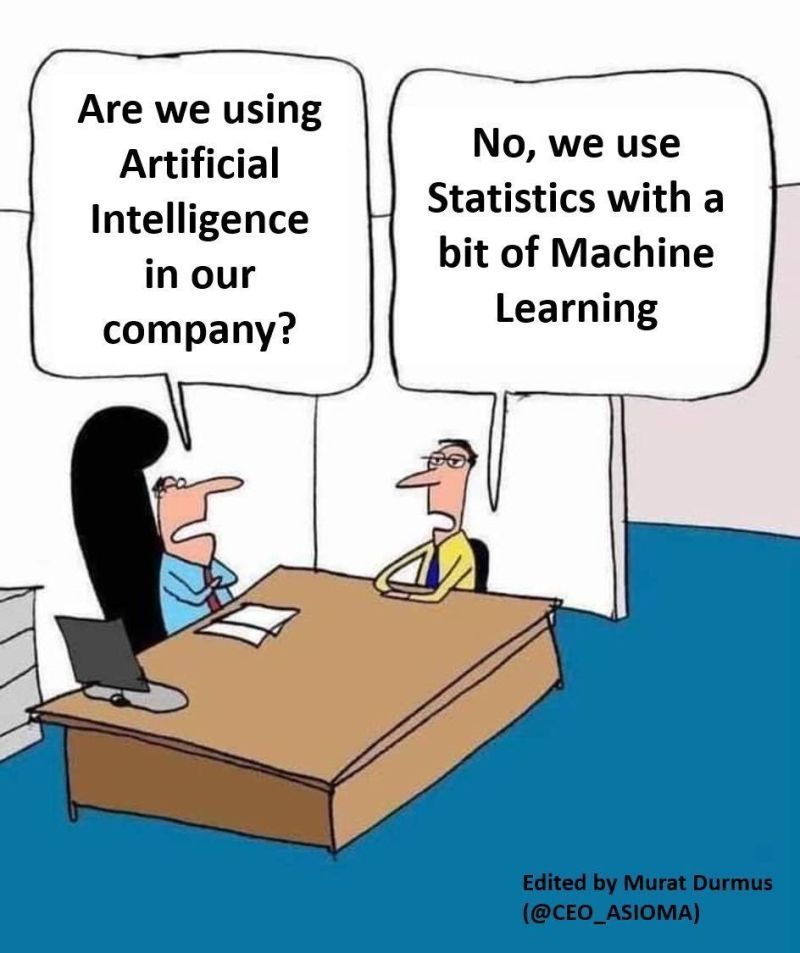 Are we using
Artificial
Intelligence
in our
company?
No, we use
Statistics with a
bit of Machine
Learning
Edited by Murat Durmus
(@CEO_ASIOMA)